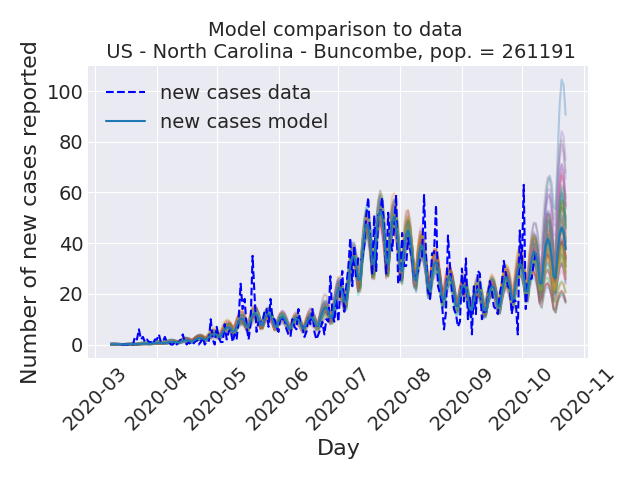 Model comparison to data
US - North Carolina - Buncombe, pop. = 261191
Number of new cases reported
100
80
60
40
20
0
new cases data
new cases model
2020-03
2020-04
2020-05
2020-06
2020-07
2020-08
2020-09
2020-10
2020-11
Day